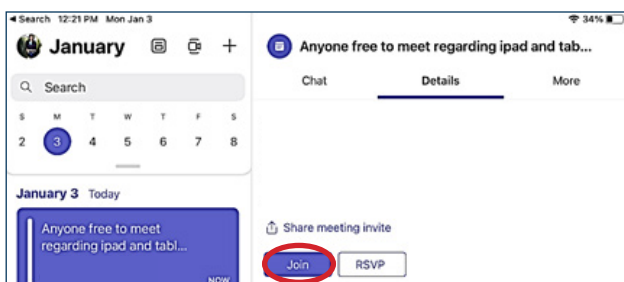 Search 12:21 PM Mon Jan 3
34%
January
Search
S M T W T F S
2 3 4 5 6 7 8
January 3 Today
Anyone free to meet
regarding ipad and tabl...
NOW
Anyone free to meet regarding ipad and tab...
Chat Details More
Share meeting invite
Join RSVP